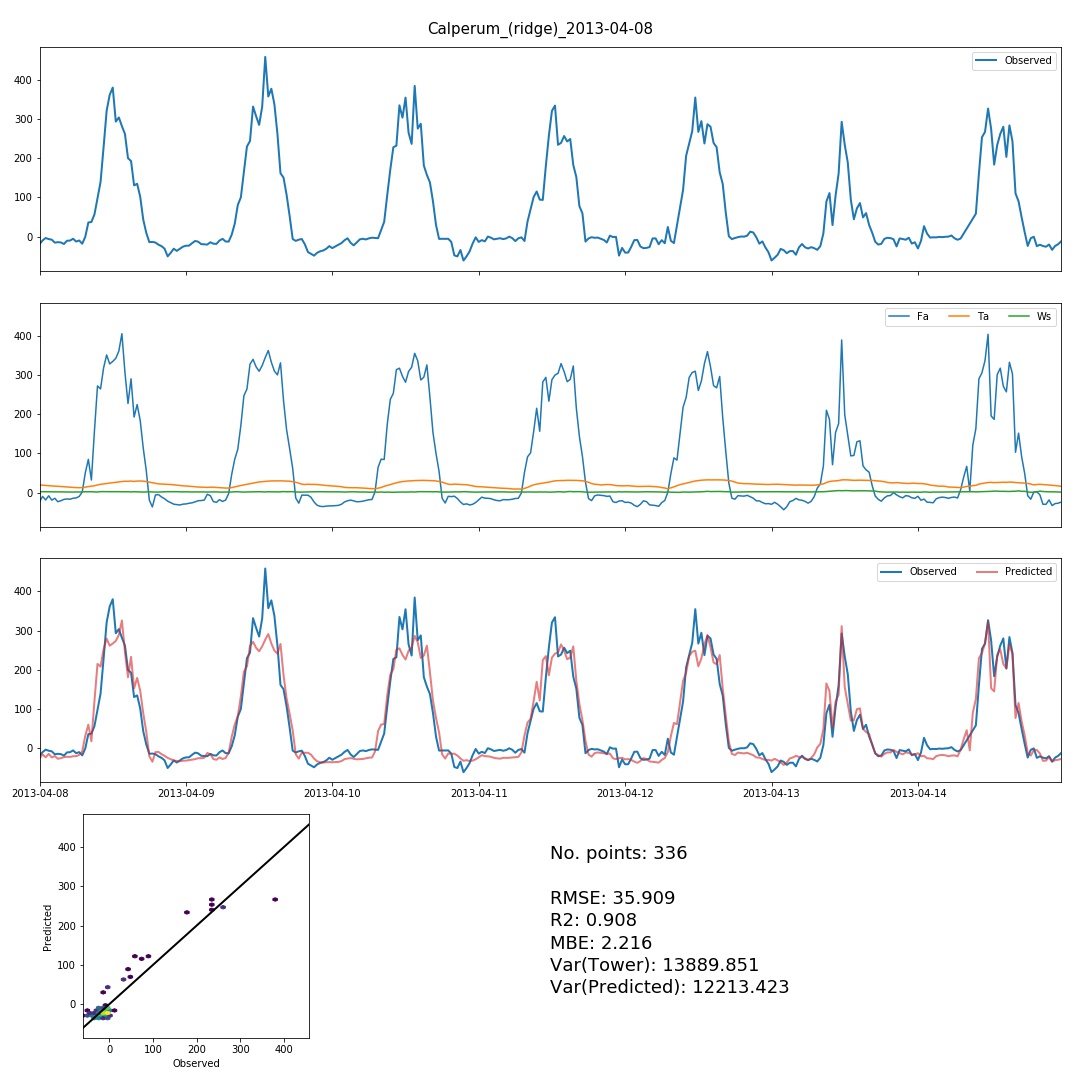 Calperum_(ridge)_2013-04-08
Observed
400
300
200
100
0
Fa Ta Ws
400
300
200
100
0
Observed Predicted
400
300
200
100
0
2013-04-08 2013-04-09 2013-04-10 2013-04-11 2013-04-12 2013-04-13 2013-04-14
400
300
200
100
0
Predicted
0 100 200 300 400
Observed
No. points: 336
RMSE: 35.909
R2: 0.908
MBE: 2.216
Var(Tower): 13889.851
Var(Predicted): 12213.423